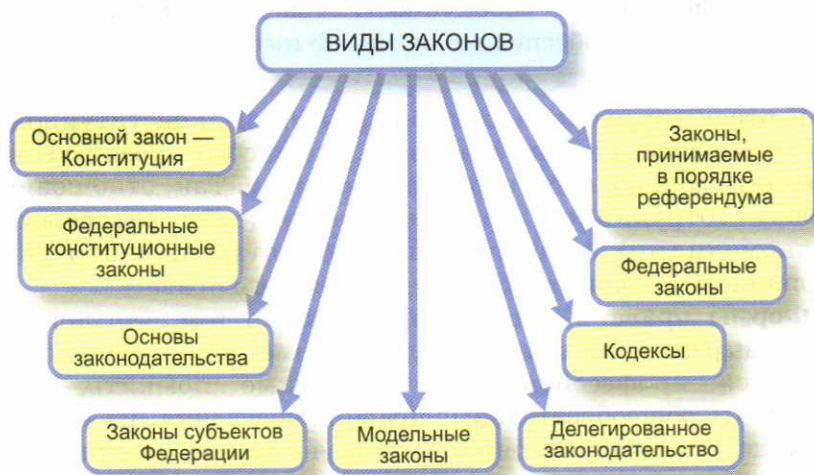 ВИДЫ ЗАКОНОВ
Основной закон —
Конституция
Федеральные
конституционные
законы
Основы
законодательства
Законы субъектов
Федерации
Модельные
законы
Делегированное
законодательство
Кодексы
Федеральные
законы
Законы,
принимаемые
в порядке
референдума